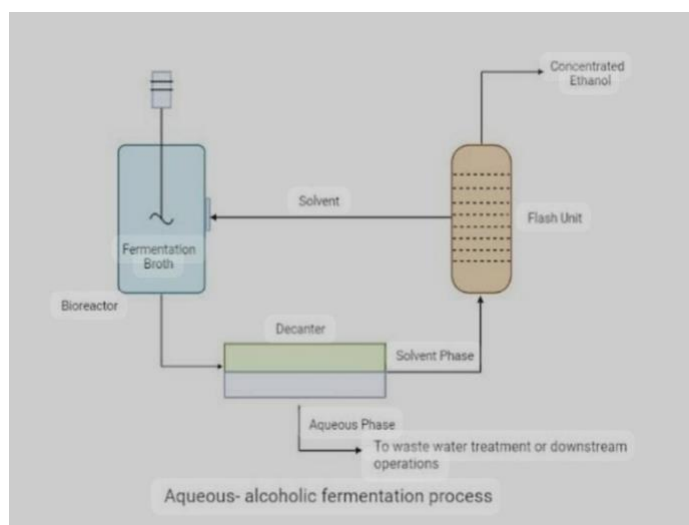 Concentrated
Ethanol
Solvent
Flash Unit
Fermentation
Broth
Bioreactor
Decanter
Solvent Phase
Aqueous Phase
To waste water treatment or downstream
operations
Aqueous- alcoholic fermentation process